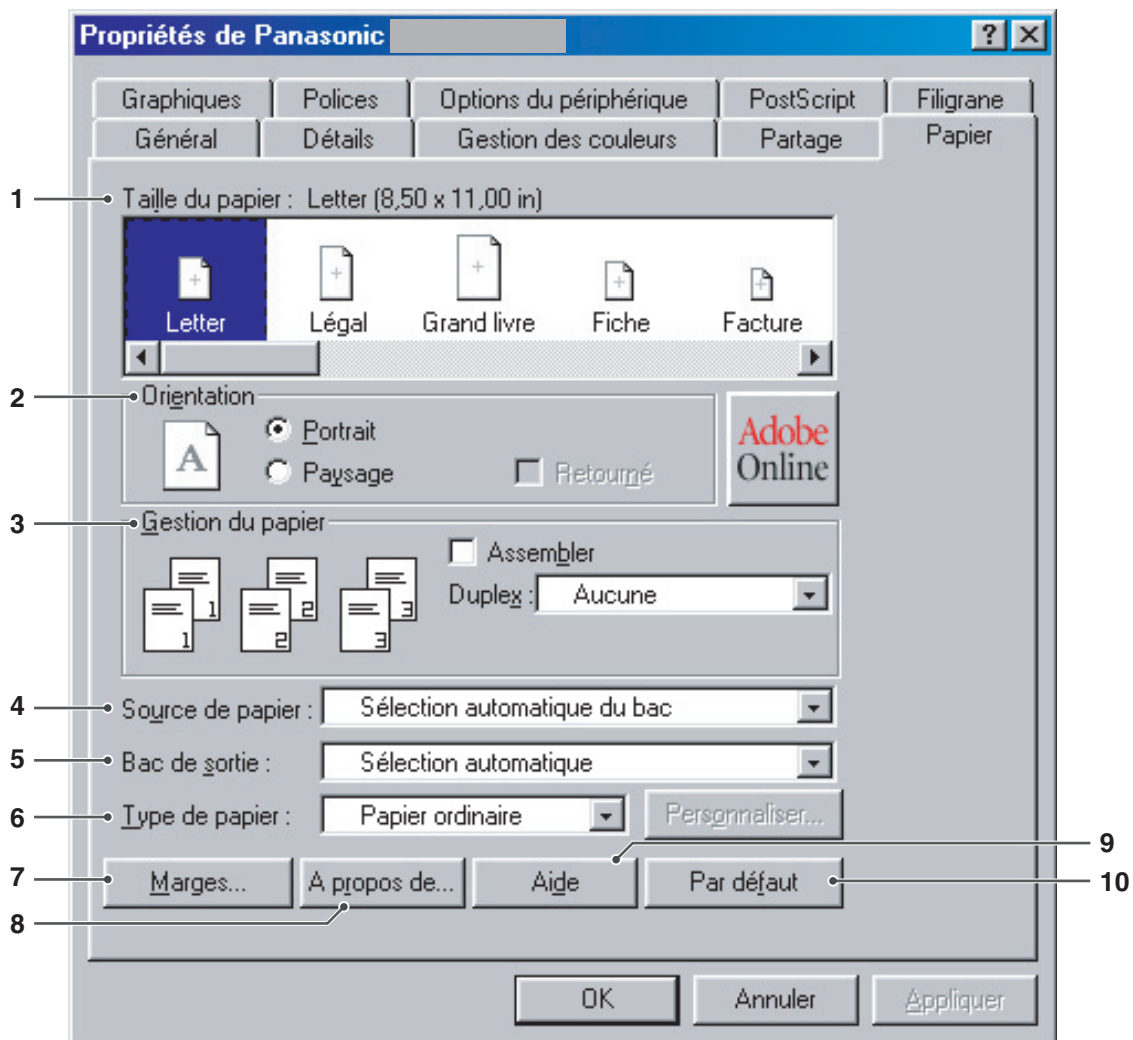 Propriétés de Panasonic
Graphiques Polices Options du périphérique PostScript Filigrane
Général Détails Gestion des couleurs Partage Papier
1 Taille du papier : Letter (8,50 x 11,00 in)
Letter Légal Grand livre Fiche Facture
2 Orientation
A Portrait
Paysage Retourné
Adobe
Online
3 Gestion du papier
Assembler
Duplex : Aucune
1 1 2 2 3 3
4 Source de papier : Sélection automatique du bac
5 Bac de sortie : Sélection automatique
6 Type de papier : Papier ordinaire Personnaliser...
9
7 Marges... A propos de... Aide Par défaut 10
8
OK Annuler Appliquer